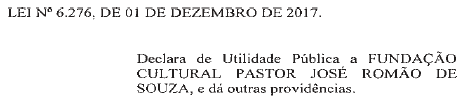 LEI Nº 6.276, DE 01 DE DEZEMBRO DE 2017.
Declara de Utilidade Pública a FUNDAÇÃO
CULTURAL PASTOR JOSÉ ROMÃO DE
SOUZA, e dá outras providências.